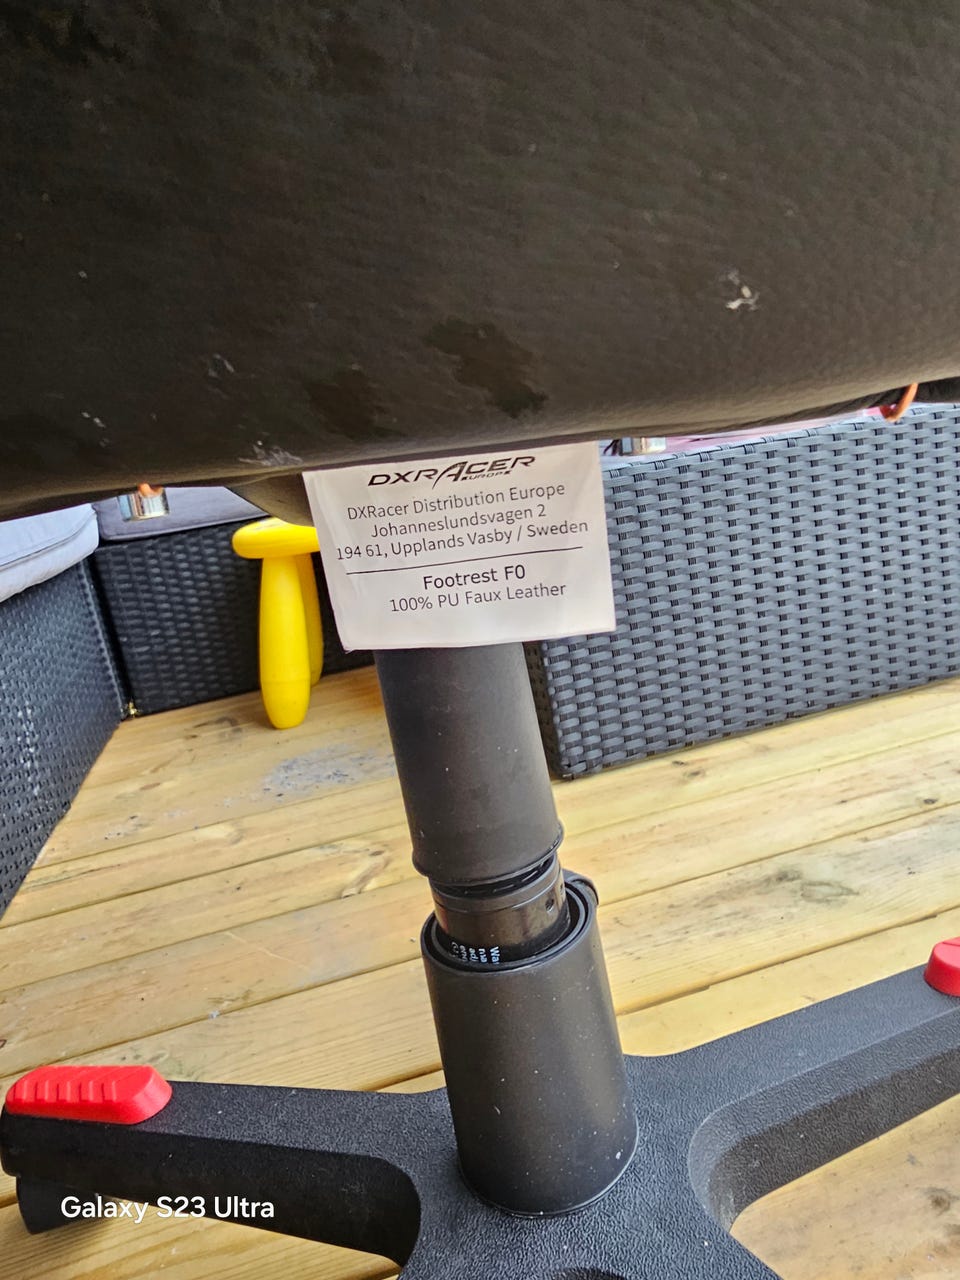 DXRACER
EUROPE
DXRacer Distribution Europe
Johanneslundsvagen 2
194 61, Upplands Vasby / Sweden
Footrest F0
100% PU Faux Leather
Galaxy S23 Ultra